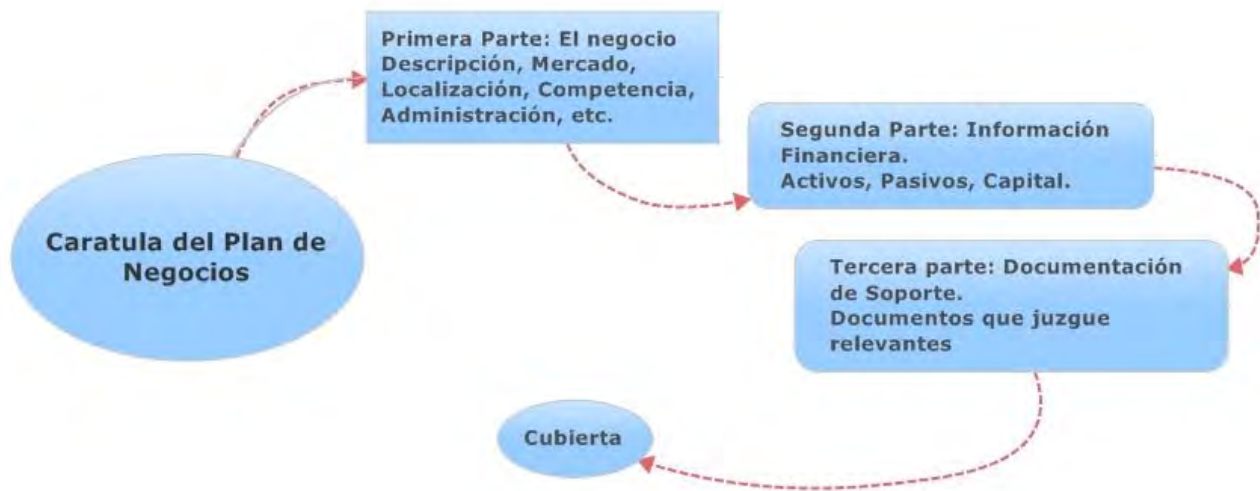 Primera Parte: El negocio
Descripción, Mercado,
Localización, Competencia,
Administración, etc.
Segunda Parte: Información
Financiera.
Activos, Pasivos, Capital.
Caratula del Plan de
Negocios
Tercera parte: Documentación
de Soporte.
Documentos que juzgue
relevantes
Cubierta